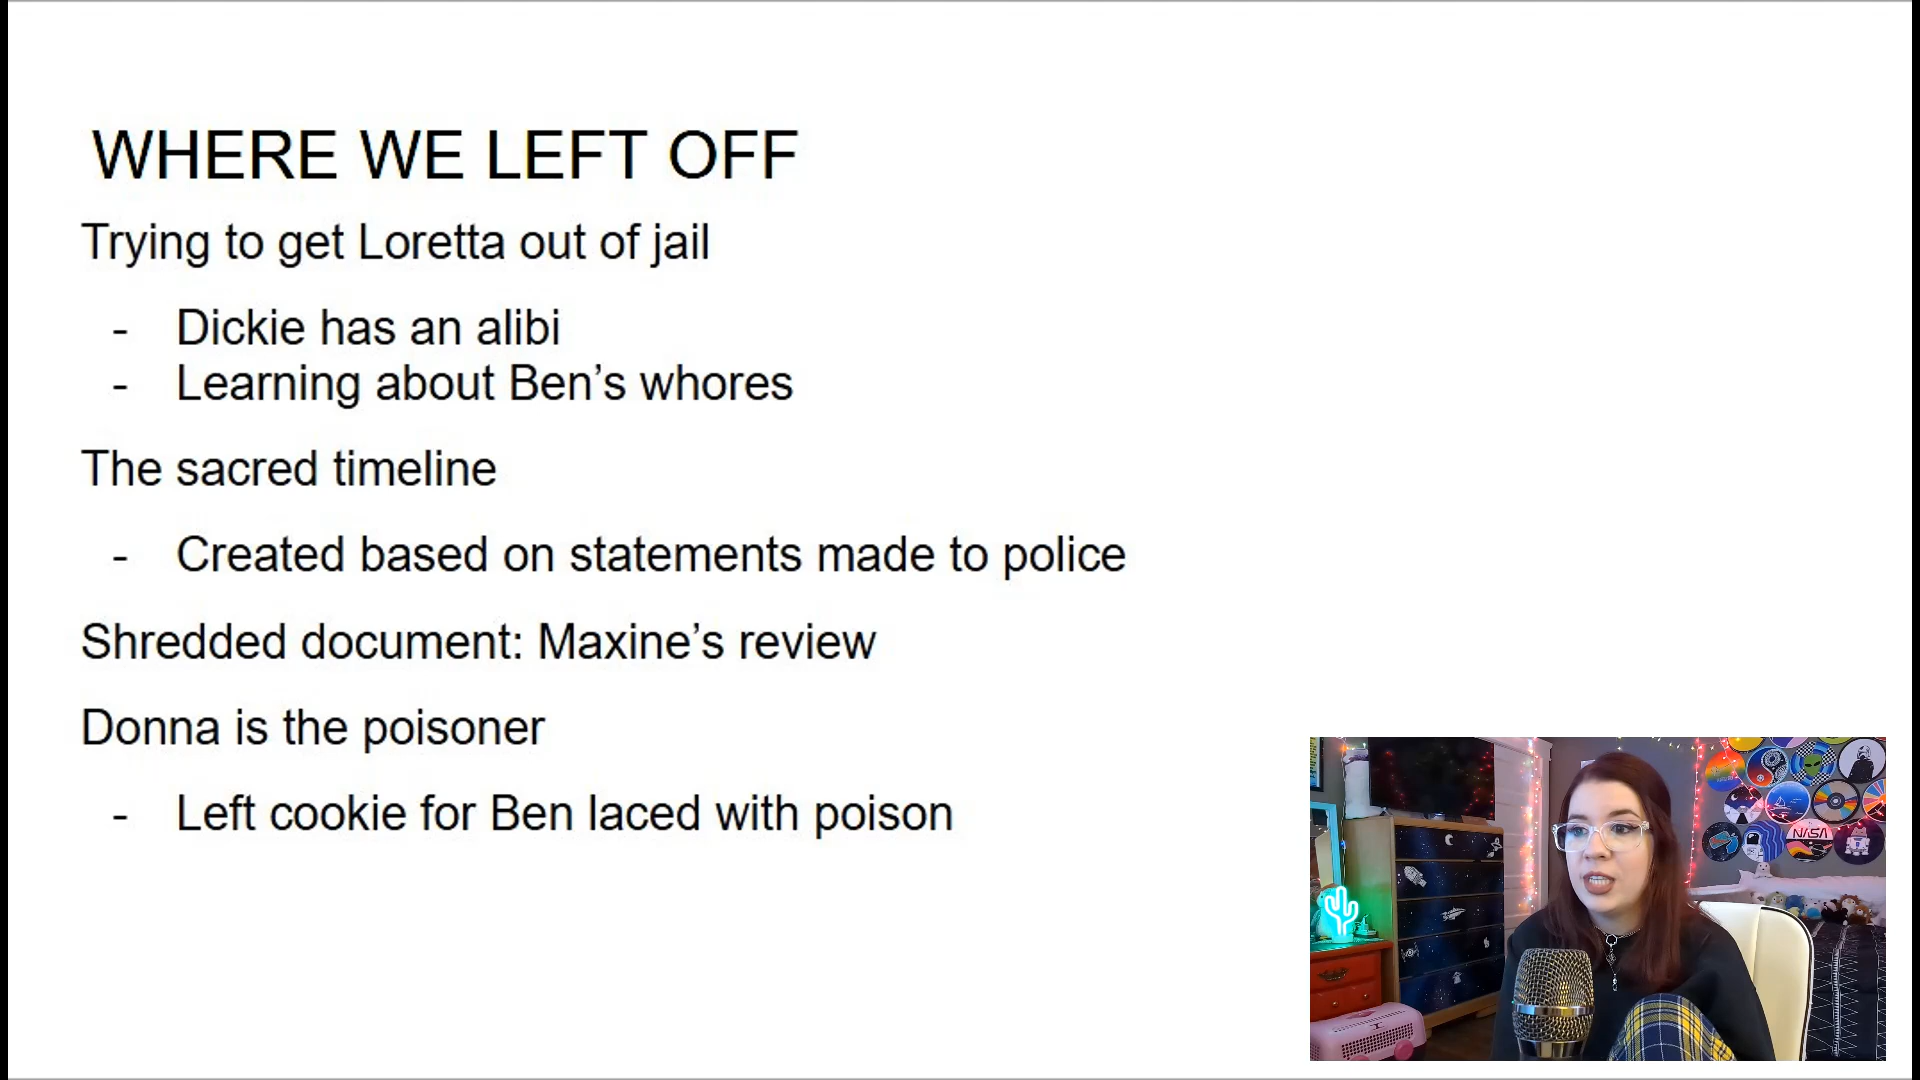 WHERE WE LEFT OFF
Trying to get Loretta out of jail
- Dickie has an alibi
- Learning about Ben’s whores
The sacred timeline
- Created based on statements made to police
Shredded document: Maxine’s review
Donna is the poisoner
- Left cookie for Ben laced with poison
NASA